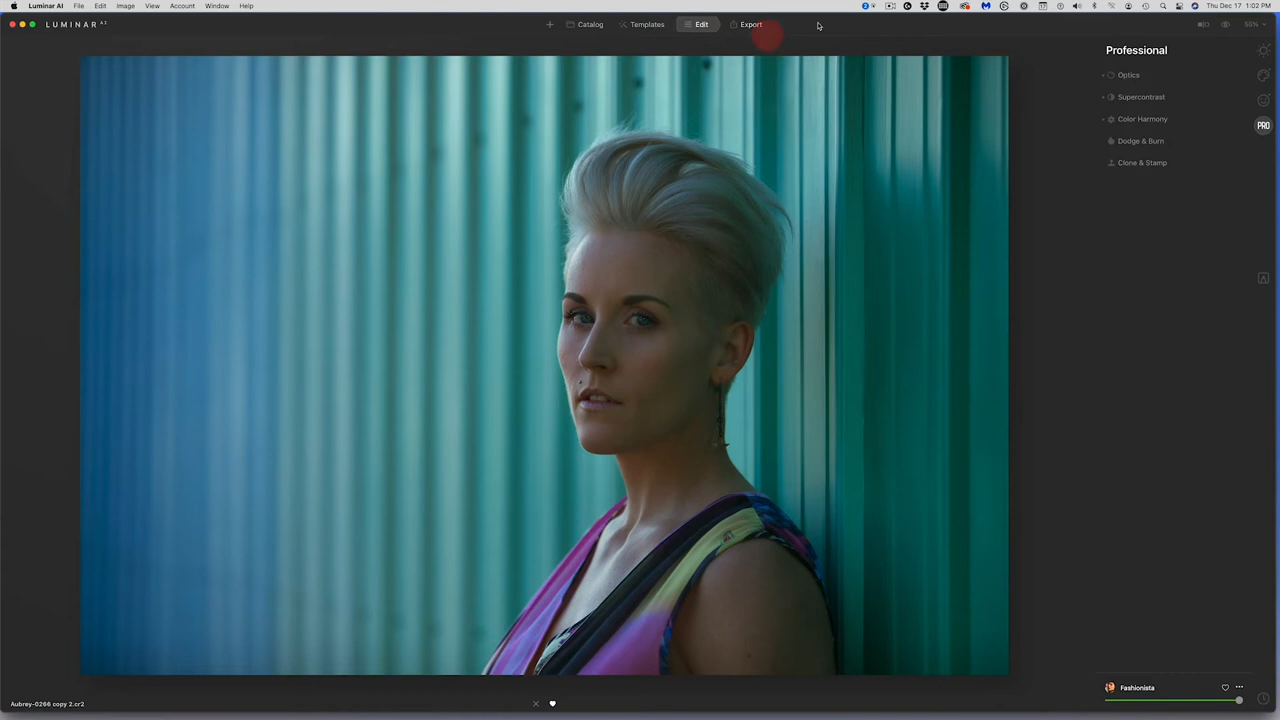 Luminar AI File Edit Image View Account Window Help
Thu Dec 17 1:02 PM
LUMINAR AI
Catalog Templates Edit Export
55%
Professional
Optics
Supercontrast
Color Harmony
PRO
Dodge & Burn
Clone & Stamp
Fashionista
Aubrey-0266 copy 2.cr2